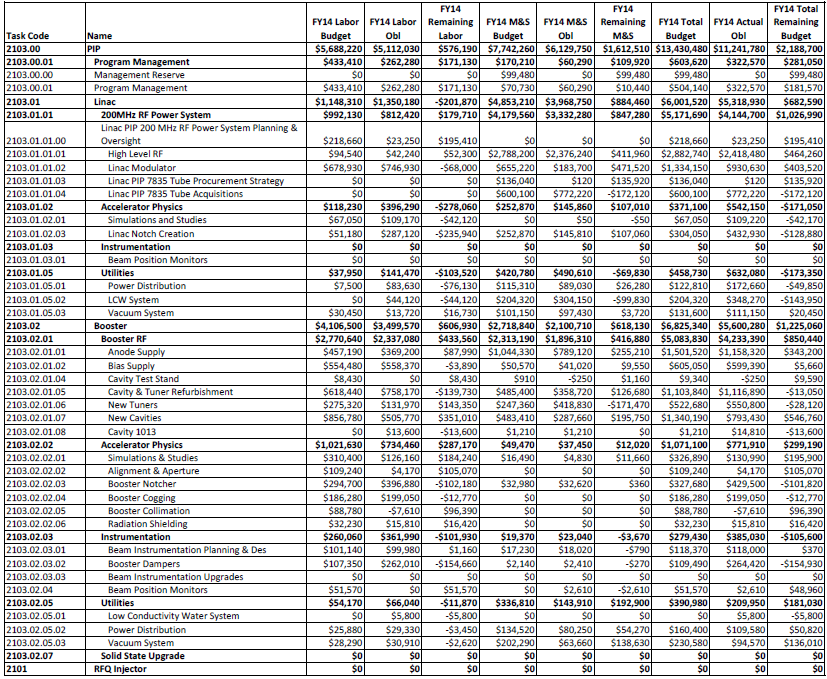 FY14 FY14 FY14 Total
FY14 Labor FY14 Labor Remaining FY14 M&S FY14 M&S Remaining FY14 Total FY14 Actual Remaining
Task Code Name Budget Obl Labor Budget Obl M&S Budget Obl Budget
2103.00 PIP $5,688,220 $5,112,030 $576,190 $7,742,260 $6,129,750 $1,612,510 $13,430,480 $11,241,780 $2,188,700
2103.00.01 Program Management $433,410 $262,280 $171,130 $170,210 $60,290 $109,920 $603,620 $322,570 $281,050
2103.00.00 Management Reserve $0 $0 $0 $99,480 $0 $99,480 $99,480 $0 $99,480
2103.00.01 Program Management $433,410 $262,280 $171,130 $70,730 $60,290 $10,440 $504,140 $322,570 $181,570
2103.01 Linac $1,148,310 $1,350,180 -$201,870 $4,853,210 $3,968,750 $884,460 $6,001,520 $5,318,930 $682,590
2103.01.01 200MHz RF Power System $992,130 $812,420 $179,710 $4,179,560 $3,332,280 $847,280 $5,171,690 $4,144,700 $1,026,990
Linac PIP 200 MHz RF Power System Planning &
2103.01.01.00 Oversight $218,660 $23,250 $195,410 $0 $0 $0 $218,660 $23,250 $195,410
2103.01.01.01 High Level RF $94,540 $42,240 $52,300 $2,788,200 $2,376,240 $411,960 $2,882,740 $2,418,480 $464,260
2103.01.01.02 Linac Modulator $678,930 $746,930 -$68,000 $655,220 $183,700 $471,520 $1,334,150 $930,630 $403,520
2103.01.01.03 Linac PIP 7835 Tube Procurement Strategy $0 $0 $0 $136,040 $120 $135,920 $136,040 $120 $135,920
2103.01.01.04 Linac PIP 7835 Tube Acquisitions $0 $0 $0 $600,100 $772,220 -$172,120 $600,100 $772,220 -$172,120
2103.01.02 Accelerator Physics $118,230 $396,290 -$278,060 $252,870 $145,860 $107,010 $371,100 $542,150 -$171,050
2103.01.02.01 Simulations and Studies $67,050 $109,170 -$42,120 $0 $50 -$50 $67,050 $109,220 -$42,170
2103.01.02.03 Linac Notch Creation $51,180 $287,120 -$235,940 $252,870 $145,810 $107,060 $304,050 $432,930 -$128,880
2103.01.03 Instrumentation $0 $0 $0 $0 $0 $0 $0 $0 $0
2103.01.03.01 Beam Position Monitors $0 $0 $0 $0 $0 $0 $0 $0 $0
2103.01.05 Utilities $37,950 $141,470 -$103,520 $420,780 $490,610 -$69,830 $458,730 $632,080 -$173,350
2103.01.05.01 Power Distribution $7,500 $83,630 -$76,130 $115,310 $89,030 $26,280 $122,810 $172,660 -$49,850
2103.01.05.02 LCW System $0 $44,120 -$44,120 $204,320 $304,150 -$99,830 $204,320 $348,270 -$143,950
2103.01.05.03 Vacuum System $30,450 $13,720 $16,730 $101,150 $97,430 $3,720 $131,600 $111,150 $20,450
2103.02 Booster $4,106,500 $3,499,570 $606,930 $2,718,840 $2,100,710 $618,130 $6,825,340 $5,600,280 $1,225,060
2103.02.01 Booster RF $2,770,640 $2,337,080 $433,560 $2,313,190 $1,896,310 $416,880 $5,083,830 $4,233,390 $850,440
2103.02.01.01 Anode Supply $457,190 $369,200 $87,990 $1,044,330 $789,120 $255,210 $1,501,520 $1,158,320 $343,200
2103.02.01.02 Bias Supply $554,480 $558,370 -$3,890 $50,570 $41,020 $9,550 $605,050 $599,390 $5,660
2103.02.01.04 Cavity Test Stand $8,430 $0 $8,430 $910 -$250 $1,160 $9,340 -$250 $9,590
2103.02.01.05 Cavity & Tuner Refurbishment $618,440 $758,170 -$139,730 $485,400 $358,720 $126,680 $1,103,840 $1,116,890 -$13,050
2103.02.01.06 New Tuners $275,320 $131,970 $143,350 $247,360 $418,830 -$171,470 $522,680 $550,800 -$28,120
2103.02.01.07 New Cavities $856,780 $505,770 $351,010 $483,410 $287,660 $195,750 $1,340,190 $793,430 $546,760
2103.02.01.08 Cavity 1013 $0 $13,600 -$13,600 $1,210 $1,210 $0 $1,210 $14,810 -$13,600
2103.02.02 Accelerator Physics $1,021,630 $734,460 $287,170 $49,470 $37,450 $12,020 $1,071,100 $771,910 $299,190
2103.02.02.01 Simulations & Studies $310,400 $126,160 $184,240 $16,490 $4,830 $11,660 $326,890 $130,990 $195,900
2103.02.02.02 Alignment & Aperture $109,240 $4,170 $105,070 $0 $0 $0 $109,240 $4,170 $105,070
2103.02.02.03 Booster Notcher $294,700 $396,880 -$102,180 $32,980 $32,620 $360 $327,680 $429,500 -$101,820
2103.02.02.04 Booster Cogging $186,280 $199,050 -$12,770 $0 $0 $0 $186,280 $199,050 -$12,770
2103.02.02.05 Booster Collimation $88,780 -$7,610 $96,390 $0 $0 $0 $88,780 -$7,610 $96,390
2103.02.02.06 Radiation Shielding $32,230 $15,810 $16,420 $0 $0 $0 $32,230 $15,810 $16,420
2103.02.03 Instrumentation $260,060 $361,990 -$101,930 $19,370 $23,040 -$3,670 $279,430 $385,030 -$105,600
2103.02.03.01 Beam Instrumentation Planning & Des $101,140 $99,980 $1,160 $17,230 $18,020 -$790 $118,370 $118,000 $370
2103.02.03.02 Booster Dampers $107,350 $262,010 -$154,660 $2,140 $2,410 -$270 $109,490 $264,420 -$154,930
2103.02.03.03 Beam Instrumentation Upgrades $0 $0 $0 $0 $0 $0 $0 $0 $0
2103.02.04 Beam Position Monitors $51,570 $0 $51,570 $0 $2,610 -$2,610 $51,570 $2,610 $48,960
2103.02.05 Utilities $54,170 $66,040 -$11,870 $336,810 $143,910 $192,900 $390,980 $209,950 $181,030
2103.02.05.01 Low Conductivity Water System $0 $5,800 -$5,800 $0 $0 $0 $0 $5,800 -$5,800
2103.02.05.02 Power Distribution $25,880 $29,330 -$3,450 $134,520 $80,250 $54,270 $160,400 $109,580 $50,820
2103.02.05.03 Vacuum System $28,290 $30,910 -$2,620 $202,290 $63,660 $138,630 $230,580 $94,570 $136,010
2103.02.07 Solid State Upgrade $0 $0 $0 $0 $0 $0 $0 $0 $0
2101 RFQ Injector $0 $0 $0 $0 $0 $0 $0 $0 $0